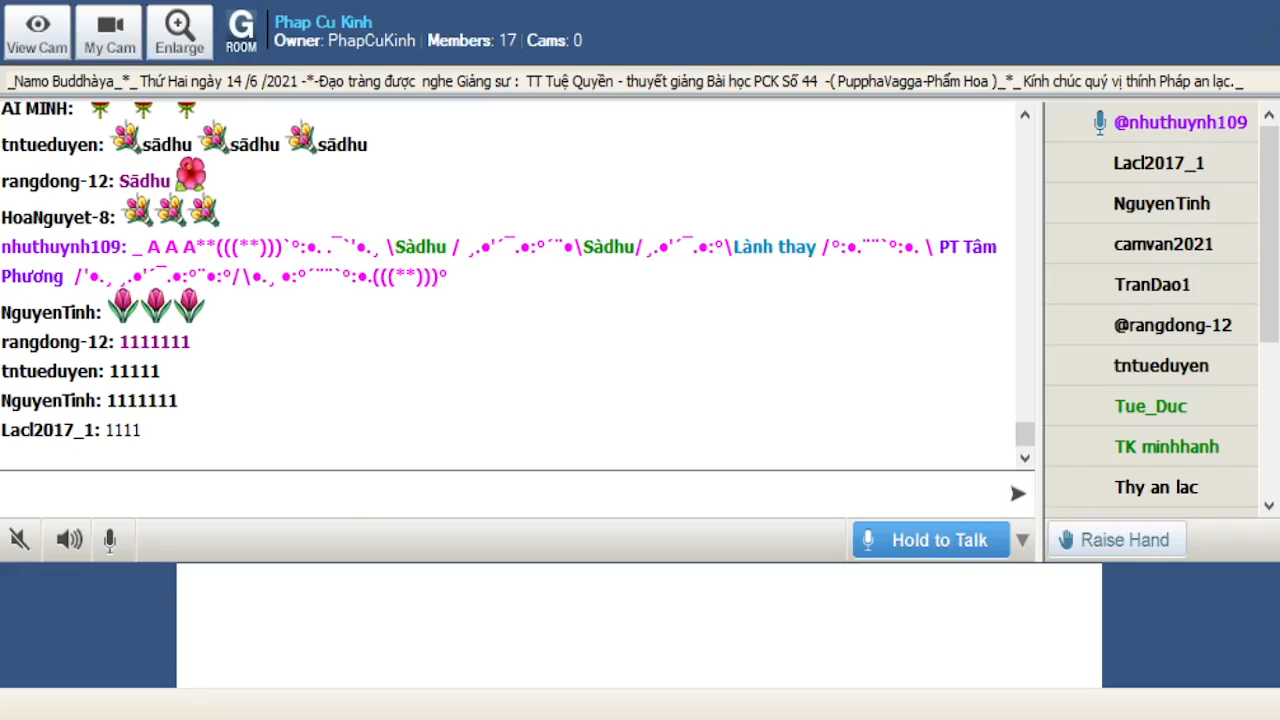 Phap Cu Kinh
View Cam My Cam Enlarge G ROOM Owner: PhapCuKinh Members: 17 Cams: 0
_Namo Buddhàya_*_ Thứ Hai ngày 14 /6 /2021 -*-Đạo tràng được nghe Giảng sư : TT Tuệ Quyền - thuyết giảng Bài học PCK Số 44 -( PupphaVagga-Phẩm Hoa )_*_ Kính chúc quý vị thính Pháp an lạc._
AI MINH:
tntueduyen: sādhu sādhu sādhu
rangdong-12: Sādhu
HoaNguyet-8:
nhuthuynh109: _ A A A**(((**)))`°:•. .¯`'•.¸ \Sàdhu / ¸.•'´¯.•:°´¨•\Sàdhu/¸.•'´¯.•:°\Lành thay /°:•.¨¨`°:•. \ PT Tâm
Phương /'•.¸ ¸.•'´¯.•:°¨•:°/\•.¸ •:°´¨¨`°:•.(((**)))°
NguyenTinh:
rangdong-12: 1111111
tntueduyen: 11111
NguyenTinh: 1111111
Lacl2017_1: 1111
@nhuthuynh109
Lacl2017_1
NguyenTinh
camvan2021
TranDao1
@rangdong-12
tntueduyen
Tue_Duc
TK minhhanh
Thy an lac
Hold to Talk
Raise Hand